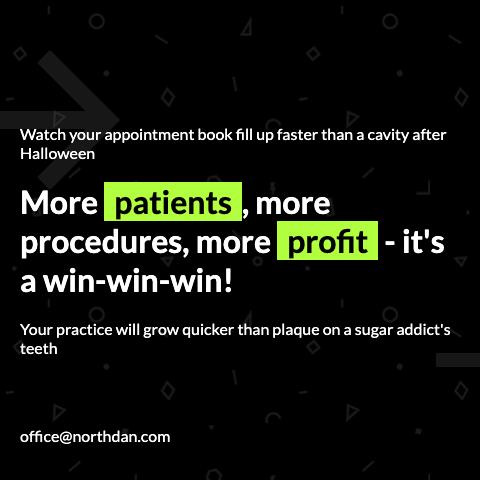 Watch your appointment book fill up faster than a cavity after
Halloween
More patients , more
procedures, more profit - it's
a win-win-win!
Your practice will grow quicker than plaque on a sugar addict's
teeth
office@northdan.com